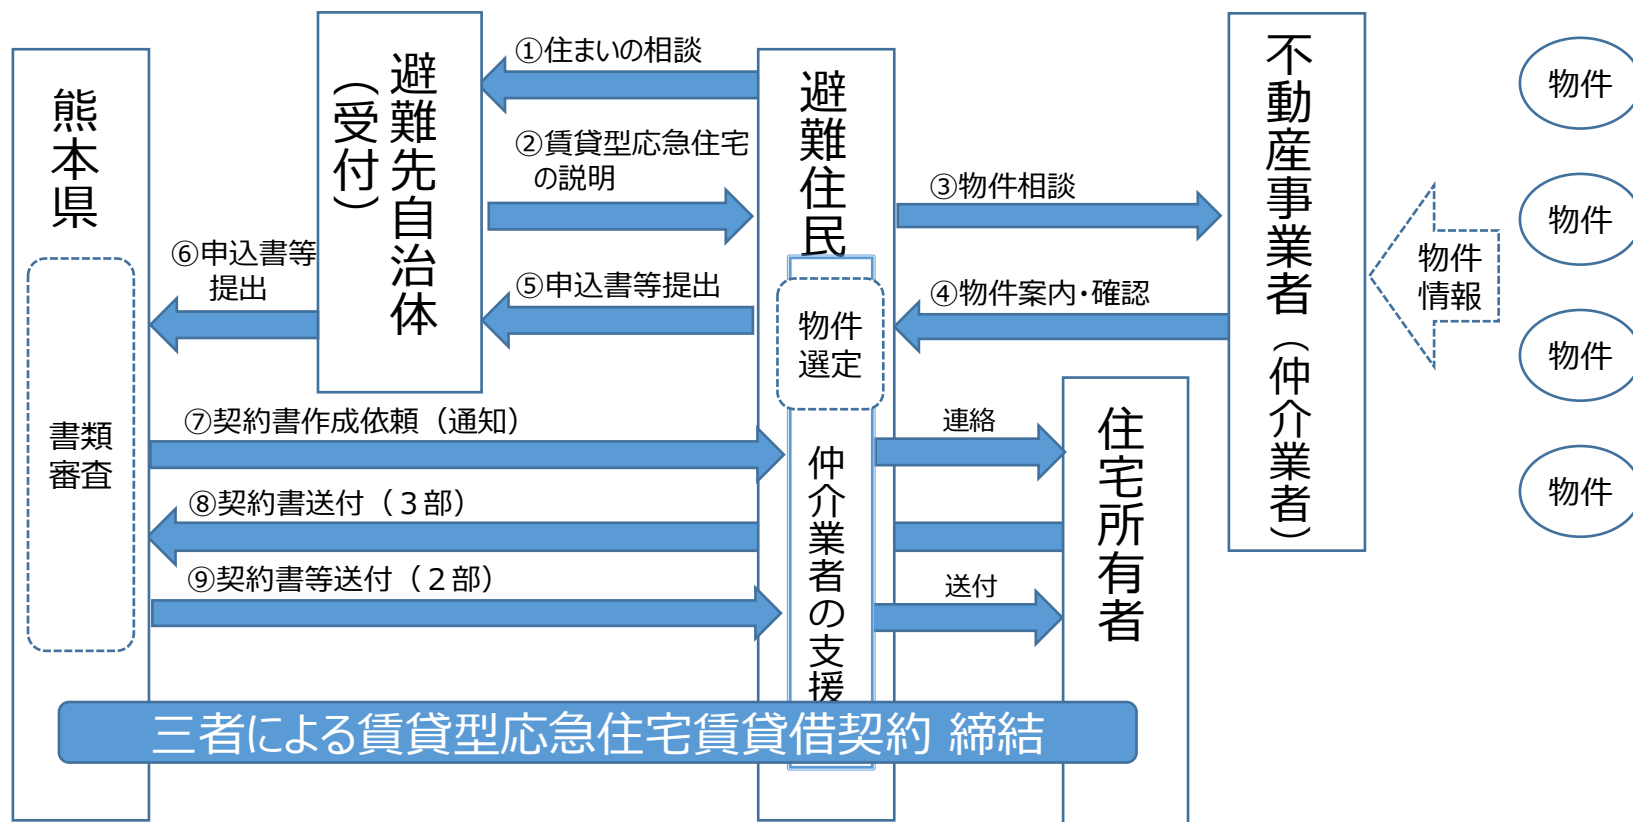 熊本県
書類
審査
避難先自治体
（受付）
①住まいの相談
②賃貸型応急住宅
の説明
⑥申込書等
提出
⑤申込書等提出
避難住民
物件
選定
仲介業者の支援
③物件相談
④物件案内・確認
不動産事業者（仲介業者）
物件
情報
物件
物件
物件
物件
⑦契約書作成依頼（通知）
連絡
⑧契約書送付（３部）
⑨契約書等送付（２部）
送付
住宅所有者
三者による賃貸型応急住宅賃貸借契約 締結